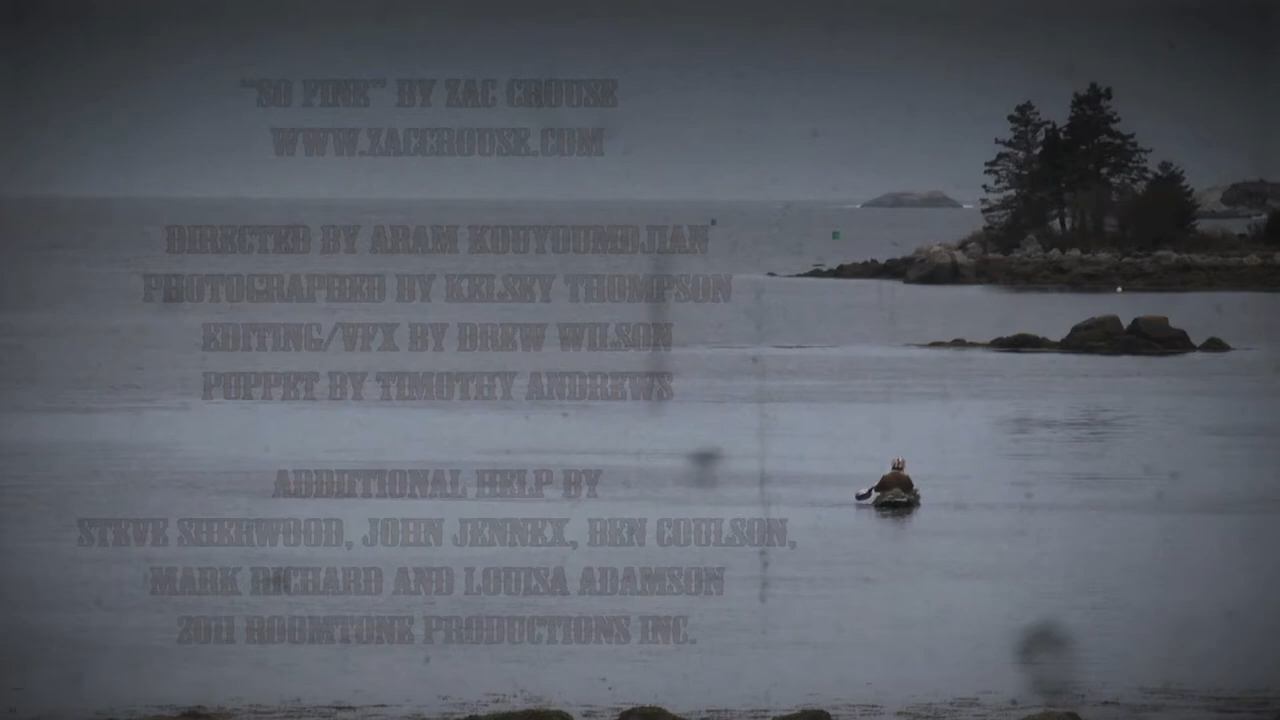 "SO PINK" BY ZAC CROUSE
WWW.ZACCROUSE.COM
DIRECTED BY ARAM KOUYOUMDJIAN
PHOTOGRAPHED BY KELSEY THOMPSON
EDITING/VFX BY DREW WILSON
PUPPET BY TIMOTHY ANDREWS
ADDITIONAL HELP BY
STEVE SHERWOOD, JOHN JENNEX, BEN COULSON,
MARK RICHARD AND LOUISA ADAMSON
2011 ROOMTONE PRODUCTIONS INC.